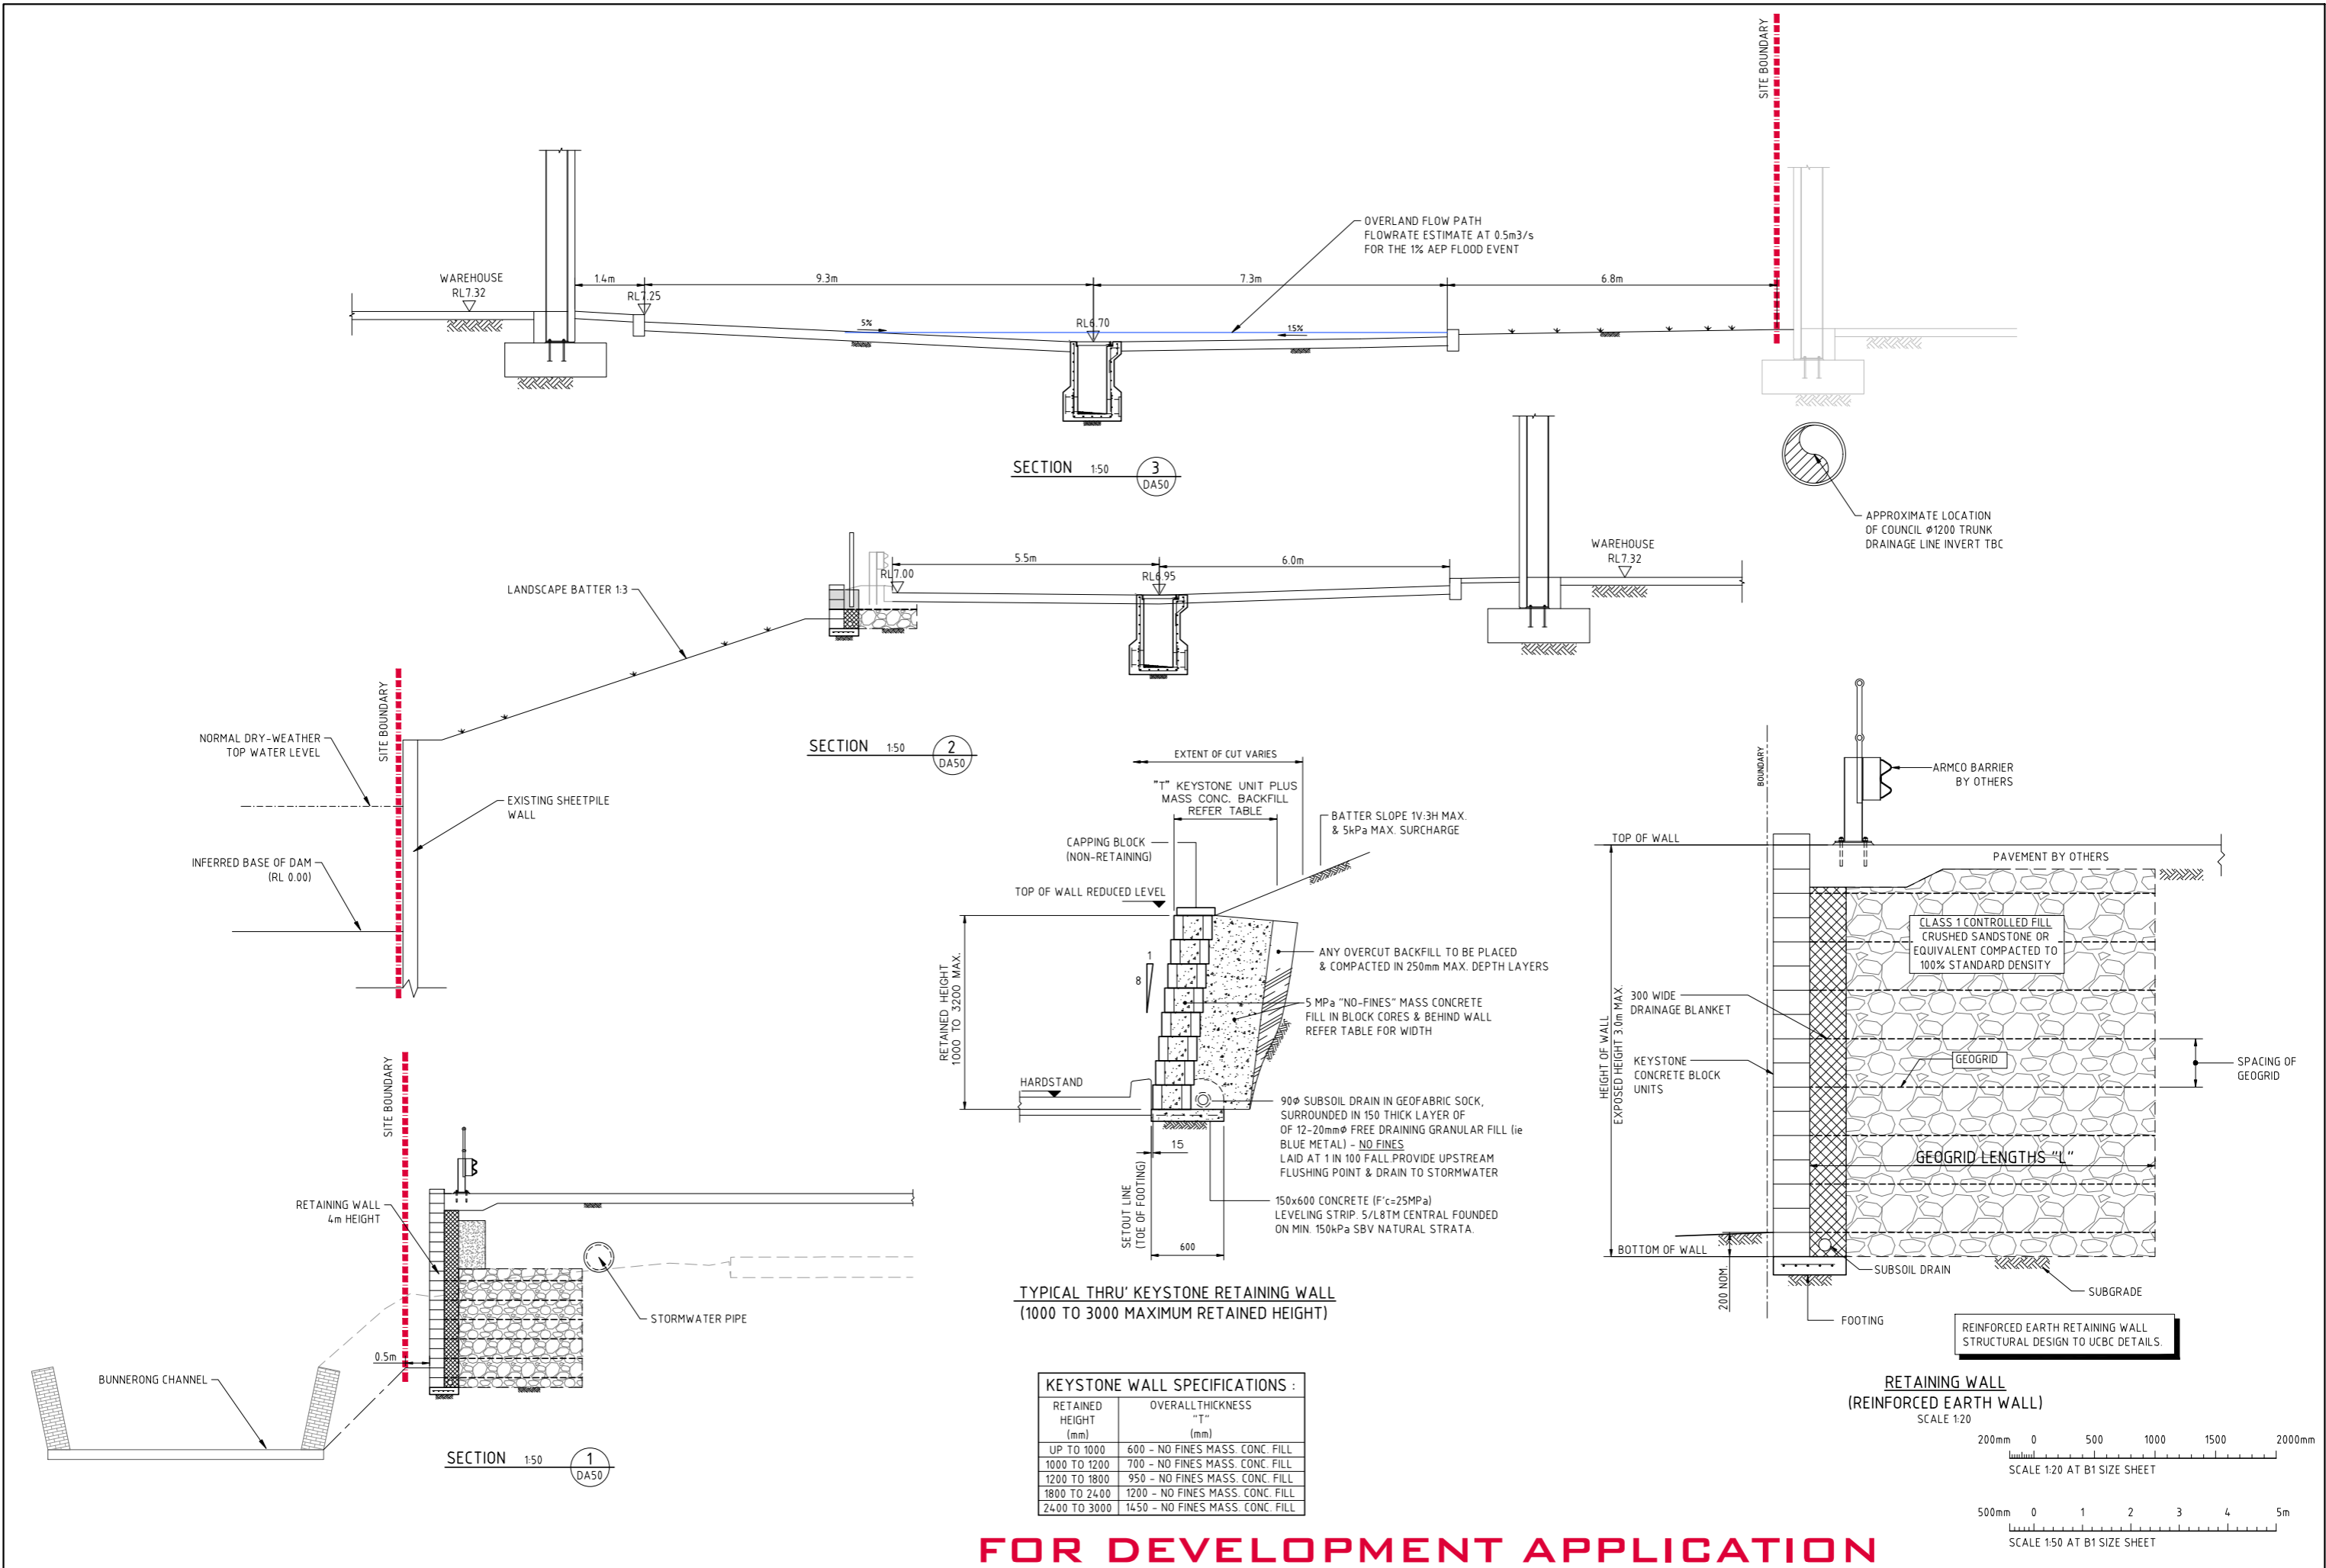 SITE BOUNDARY
OVERLAND FLOW PATH
FLOWRATE ESTIMATE AT 0.5m3/s
FOR THE 1% AEP FLOOD EVENT
WAREHOUSE
RL7.32
1.4m
9.3m
7.3m
6.8m
RL7.25
5%
RL6.70
1.5%
SECTION 1:50
3
DA50
APPROXIMATE LOCATION
OF COUNCIL Ø1200 TRUNK
DRAINAGE LINE INVERT TBC
5.5m
6.0m
WAREHOUSE
RL7.32
RL7.00
RL6.95
LANDSCAPE BATTER 1:3
SITE BOUNDARY
NORMAL DRY-WEATHER
TOP WATER LEVEL
EXISTING SHEETPILE
WALL
INFERRED BASE OF DAM
(RL 0.00)
SECTION 1:50
2
DA50
EXTENT OF CUT VARIES
"T" KEYSTONE UNIT PLUS
MASS CONC. BACKFILL
REFER TABLE
BATTER SLOPE 1V:3H MAX.
& 5kPa MAX. SURCHARGE
CAPPING BLOCK
(NON-RETAINING)
TOP OF WALL REDUCED LEVEL
RETAINED HEIGHT
1000 TO 3200 MAX.
1
8
ANY OVERCUT BACKFILL TO BE PLACED
& COMPACTED IN 250mm MAX. DEPTH LAYERS
5 MPa "NO-FINES" MASS CONCRETE
FILL IN BLOCK CORES & BEHIND WALL
REFER TABLE FOR WIDTH
HARDSTAND
90Ø SUBSOIL DRAIN IN GEOFABRIC SOCK,
SURROUNDED IN 150 THICK LAYER OF
OF 12-20mmØ FREE DRAINING GRANULAR FILL (ie
BLUE METAL) - NO FINES
LAID AT 1 IN 100 FALL.PROVIDE UPSTREAM
FLUSHING POINT & DRAIN TO STORMWATER
15
SETOUT LINE
(TOE OF FOOTING)
150x600 CONCRETE (F'c=25MPa)
LEVELING STRIP. 5/L8TM CENTRAL FOUNDED
ON MIN. 150kPa SBV NATURAL STRATA.
600
TYPICAL THRU' KEYSTONE RETAINING WALL
(1000 TO 3000 MAXIMUM RETAINED HEIGHT)
BOUNDARY
ARMCO BARRIER
BY OTHERS
TOP OF WALL
PAVEMENT BY OTHERS
CLASS 1 CONTROLLED FILL
CRUSHED SANDSTONE OR
EQUIVALENT COMPACTED TO
100% STANDARD DENSITY
300 WIDE
DRAINAGE BLANKET
HEIGHT OF WALL
EXPOSED HEIGHT 3.0m MAX.
KEYSTONE
CONCRETE BLOCK
UNITS
GEOGRID
SPACING OF
GEOGRID
GEOGRID LENGTHS "L"
BOTTOM OF WALL
200 NOM.
SUBSOIL DRAIN
SUBGRADE
FOOTING
REINFORCED EARTH RETAINING WALL
STRUCTURAL DESIGN TO UCBC DETAILS.
RETAINING WALL
(REINFORCED EARTH WALL)
SCALE 1:20
SITE BOUNDARY
RETAINING WALL
4m HEIGHT
STORMWATER PIPE
0.5m
BUNNERONG CHANNEL
SECTION 1:50
1
DA50
KEYSTONE WALL SPECIFICATIONS :
RETAINED HEIGHT (mm) OVERALL THICKNESS "T" (mm)
UP TO 1000 600 - NO FINES MASS. CONC. FILL
1000 TO 1200 700 - NO FINES MASS. CONC. FILL
1200 TO 1800 950 - NO FINES MASS. CONC. FILL
1800 TO 2400 1200 - NO FINES MASS. CONC. FILL
2400 TO 3000 1450 - NO FINES MASS. CONC. FILL
200mm 0 500 1000 1500 2000mm
SCALE 1:20 AT B1 SIZE SHEET
500mm 0 1 2 3 4 5m
SCALE 1:50 AT B1 SIZE SHEET
FOR DEVELOPMENT APPLICATION